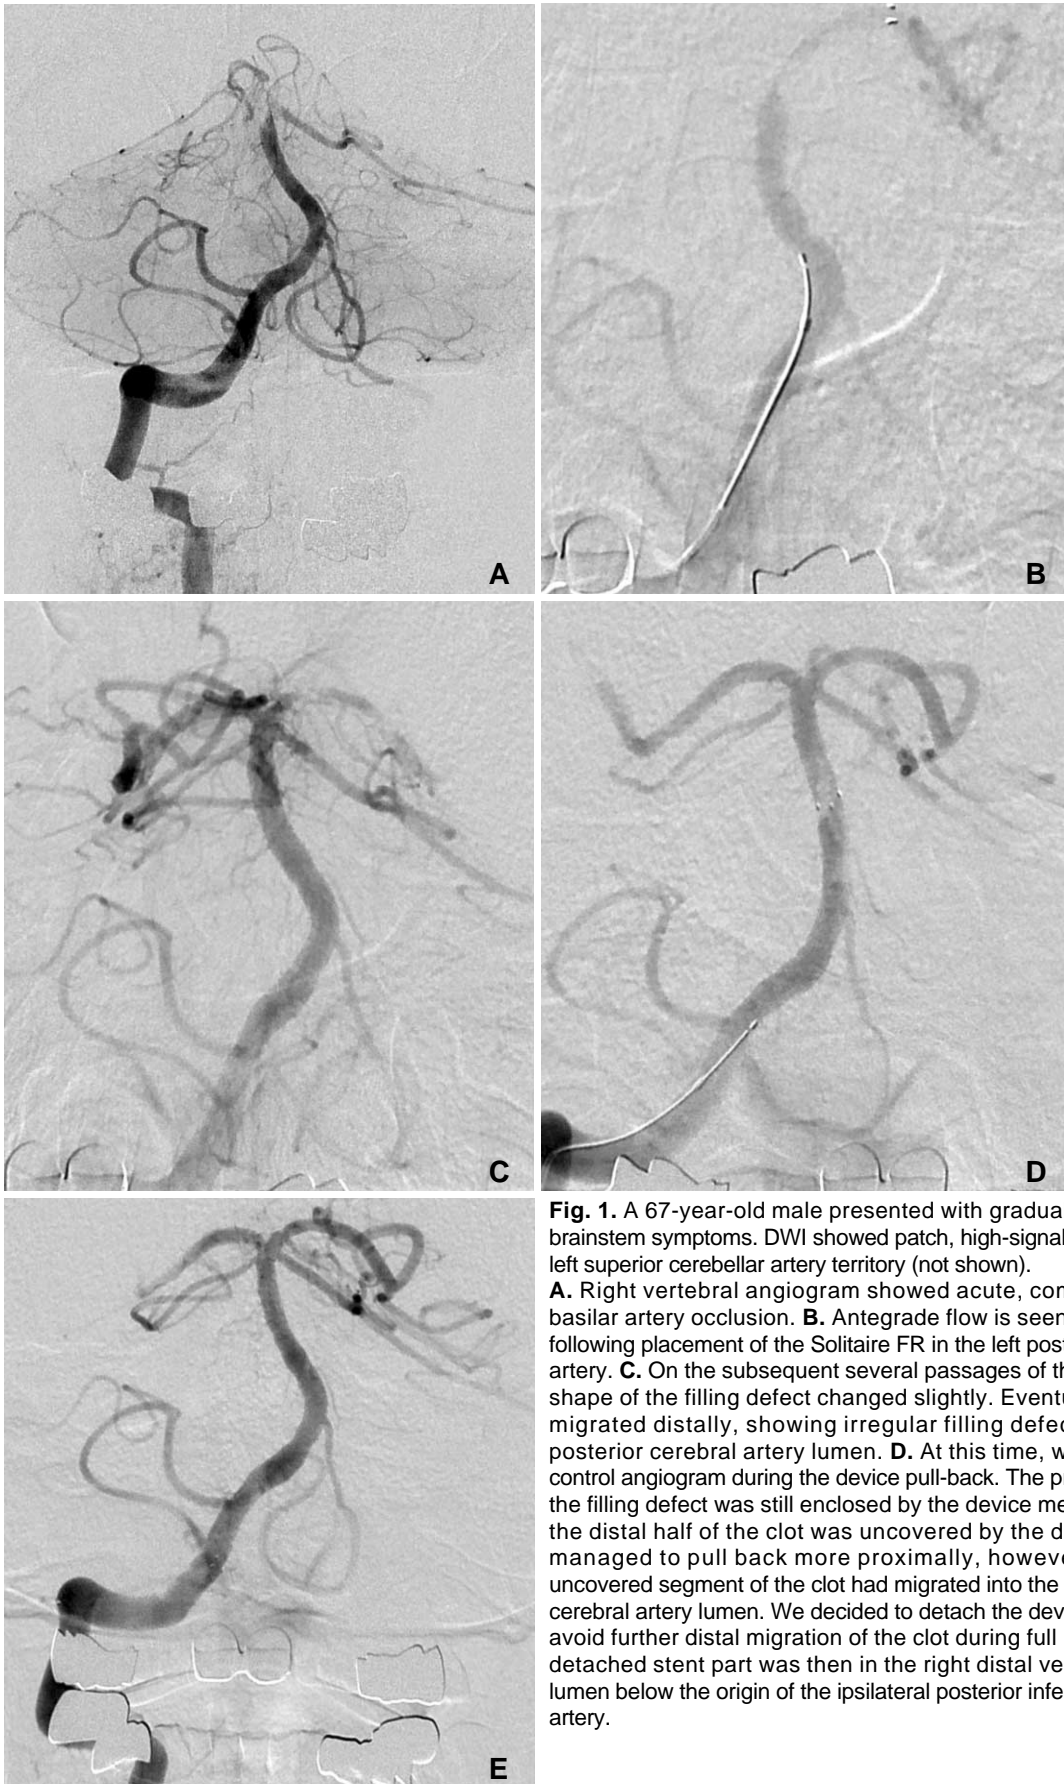 A
B
C
D
E
Fig. 1. A 67-year-old male presented with gradua
brainstem symptoms. DWI showed patch, high-signal
left superior cerebellar artery territory (not shown).
A. Right vertebral angiogram showed acute, con
basilar artery occlusion. B. Antegrade flow is seen
following placement of the Solitaire FR in the left post
artery. C. On the subsequent several passages of th
shape of the filling defect changed slightly. Eventu
migrated distally, showing irregular filling defec
posterior cerebral artery lumen. D. At this time, w
control angiogram during the device pull-back. The p
the filling defect was still enclosed by the device me
the distal half of the clot was uncovered by the d
managed to pull back more proximally, howeve
uncovered segment of the clot had migrated into the
cerebral artery lumen. We decided to detach the devi
avoid further distal migration of the clot during full
detached stent part was then in the right distal ve
lumen below the origin of the ipsilateral posterior infe
artery.